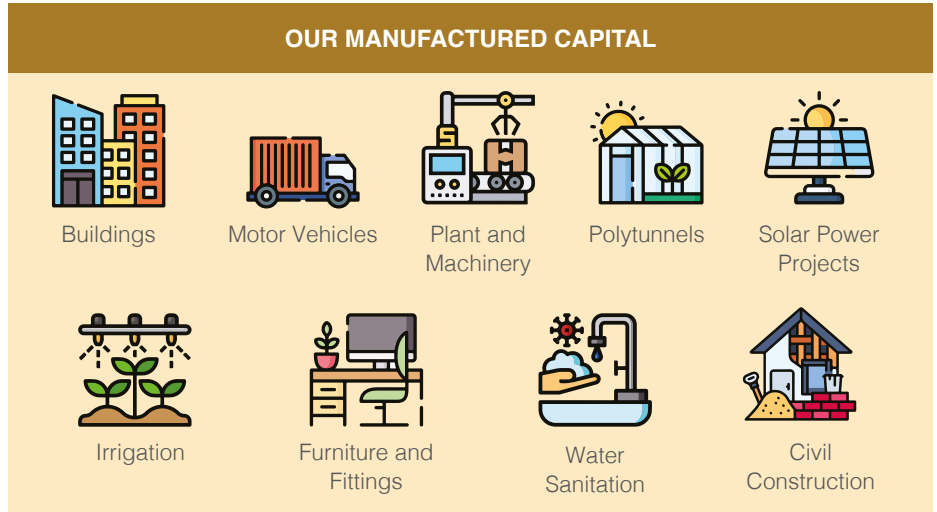 OUR MANUFACTURED CAPITAL
Buildings
Motor Vehicles
Plant and
Machinery
Polytunnels
Solar Power
Projects
Irrigation
Furniture and
Fittings
Water
Sanitation
Civil
Construction